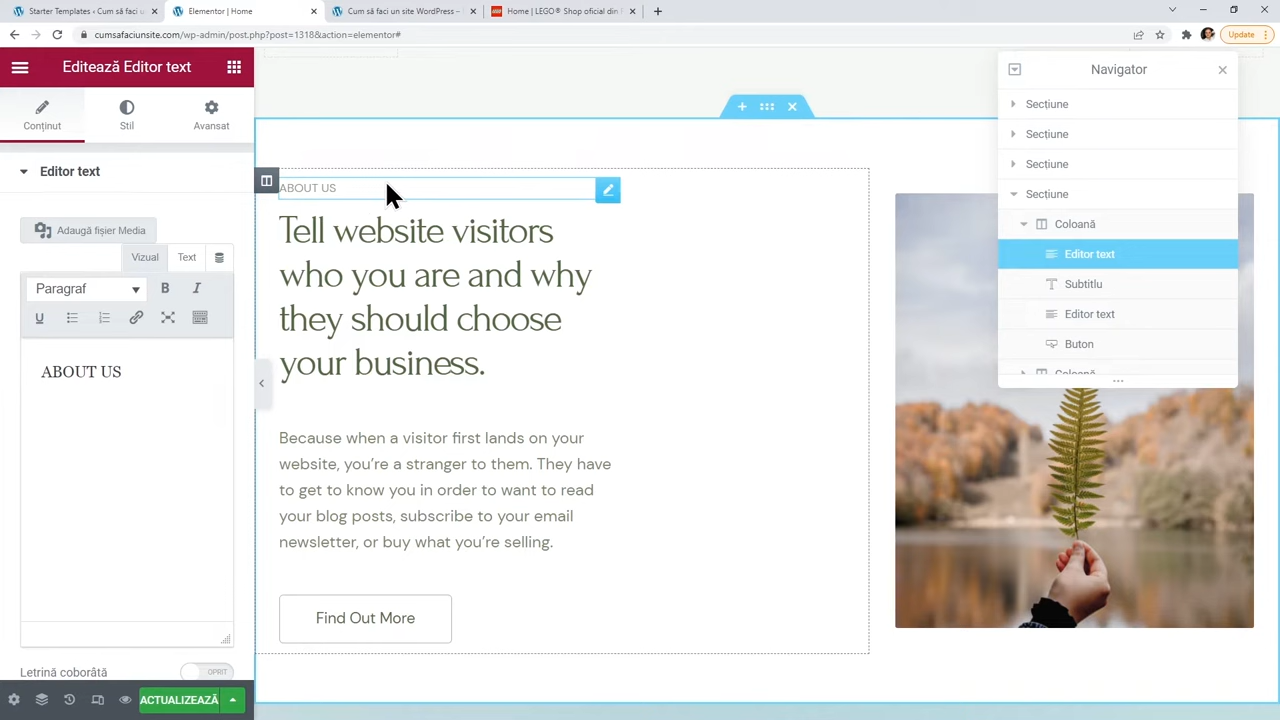 Starter Templates ‹ Cum să faci u
Elementor | Home
Cum să faci un site WordPress –
Home | LEGO® Shop oficial din
cumsafaciunsite.com/wp-admin/post.php?post=1318&action=elementor#
Update
Editează Editor text
Navigator
Conținut
Stil
Avansat
Secțiune
Secțiune
Secțiune
Secțiune
Coloană
Editor text
Subtitlu
Editor text
Buton
Coloană
Editor text
Adaugă fișier Media
Vizual
Text
Paragraf
B
I
U
ABOUT US
Letrină coborâtă
OPRIT
ACTUALIZEAZĂ
ABOUT US
Tell website visitors
who you are and why
they should choose
your business.
Because when a visitor first lands on your
website, you're a stranger to them. They have
to get to know you in order to want to read
your blog posts, subscribe to your email
newsletter, or buy what you're selling.
Find Out More